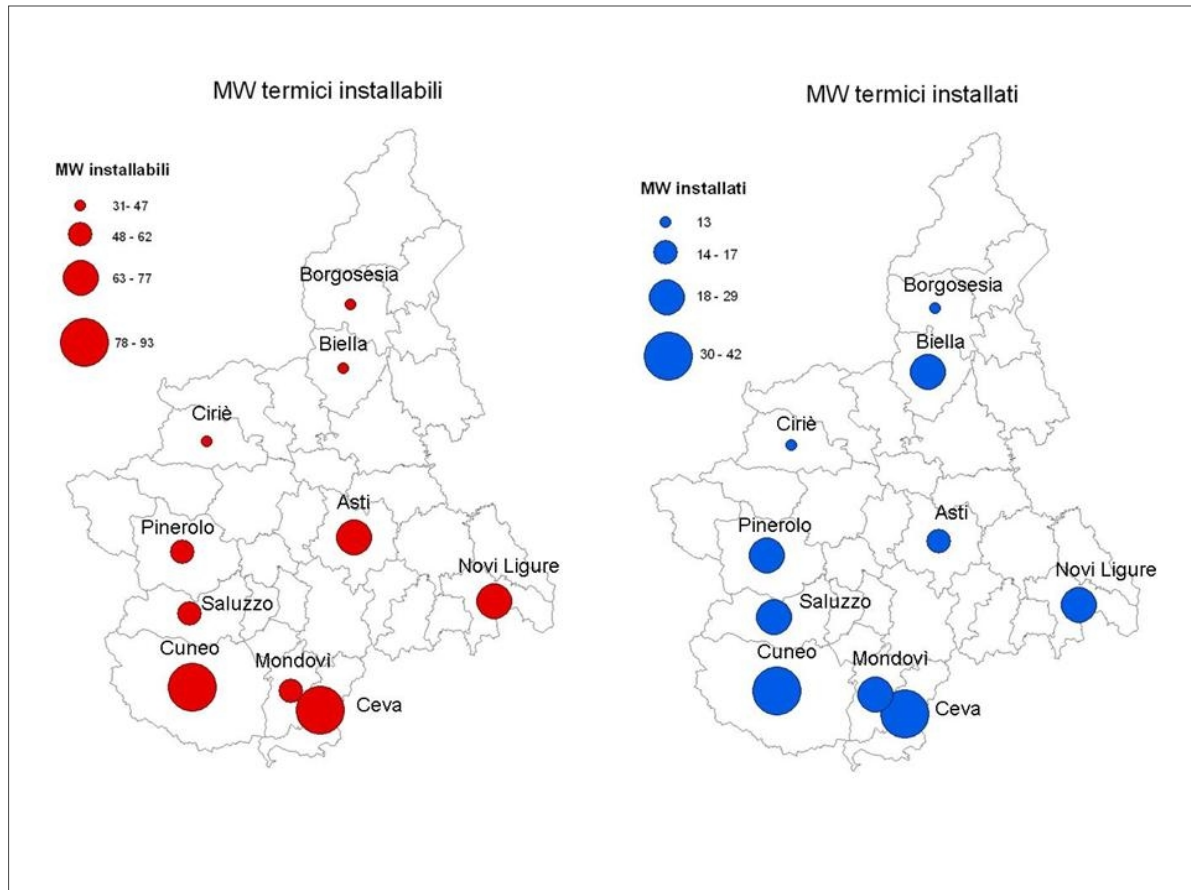 MW termici installabili
MW installabili
31- 47
48 - 62
63 - 77
78 - 93
Borgosesia
Biella
Ciriè
Asti
Pinerolo
Novi Ligure
Saluzzo
Cuneo
Mondovì
Ceva
MW termici installati
MW installati
13
14 - 17
18 - 29
30 - 42
Borgosesia
Biella
Ciriè
Asti
Pinerolo
Novi Ligure
Saluzzo
Cuneo
Mondovì
Ceva